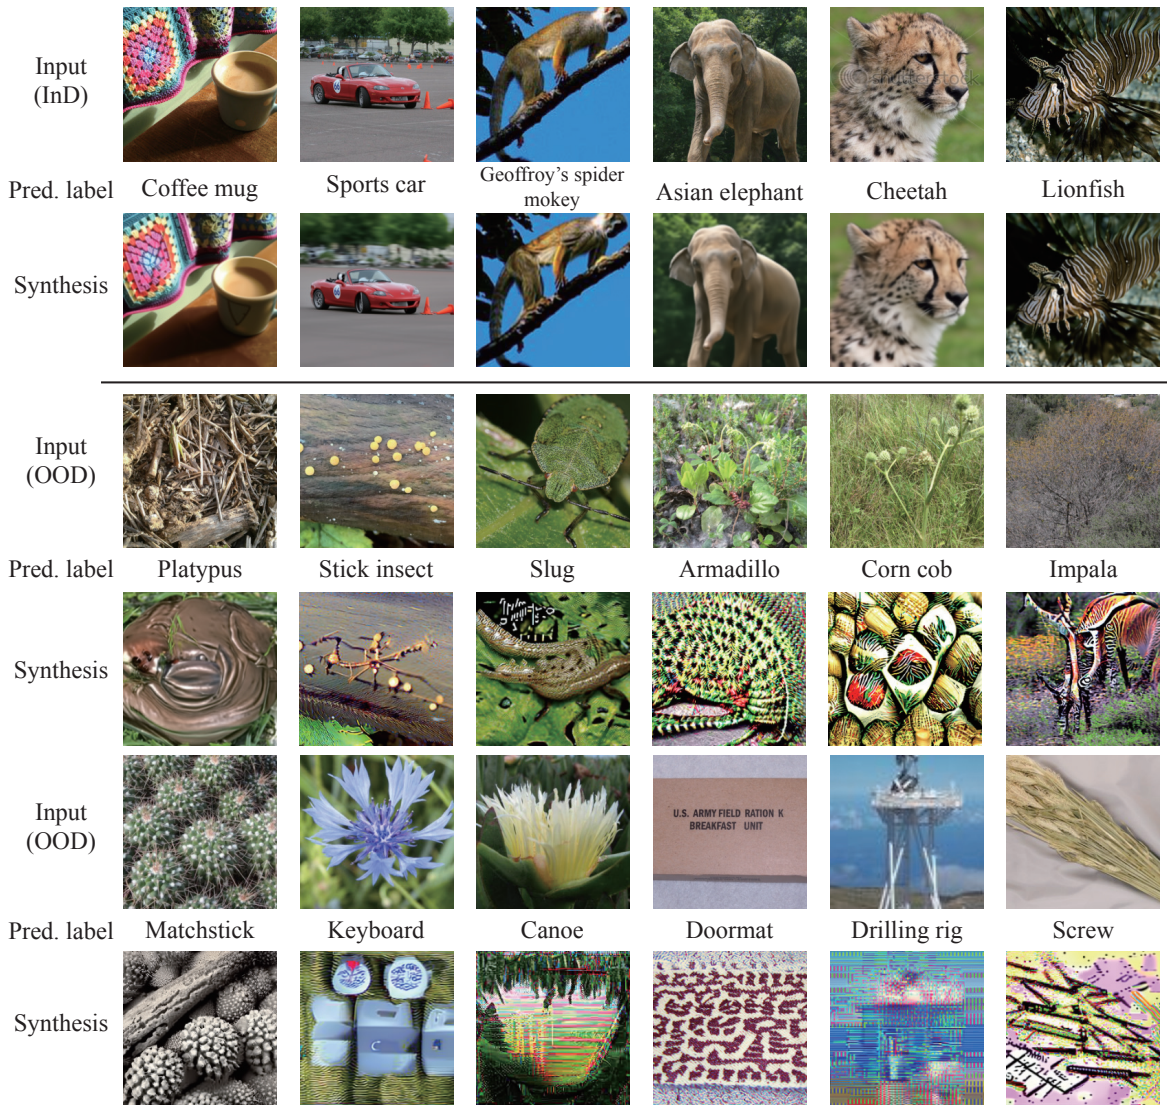 Input
(InD)
shutterstock
Pred. label
Coffee mug
Sports car
Geoffroy's spider
mokey
Asian elephant
Cheetah
Lionfish
Synthesis
Input
(OOD)
Pred. label
Platypus
Stick insect
Slug
Armadillo
Corn cob
Impala
Synthesis
Input
(OOD)
U.S. ARMY FIELD RATION K
BREAKFAST UNIT
Pred. label
Matchstick
Keyboard
Canoe
Doormat
Drilling rig
Screw
Synthesis